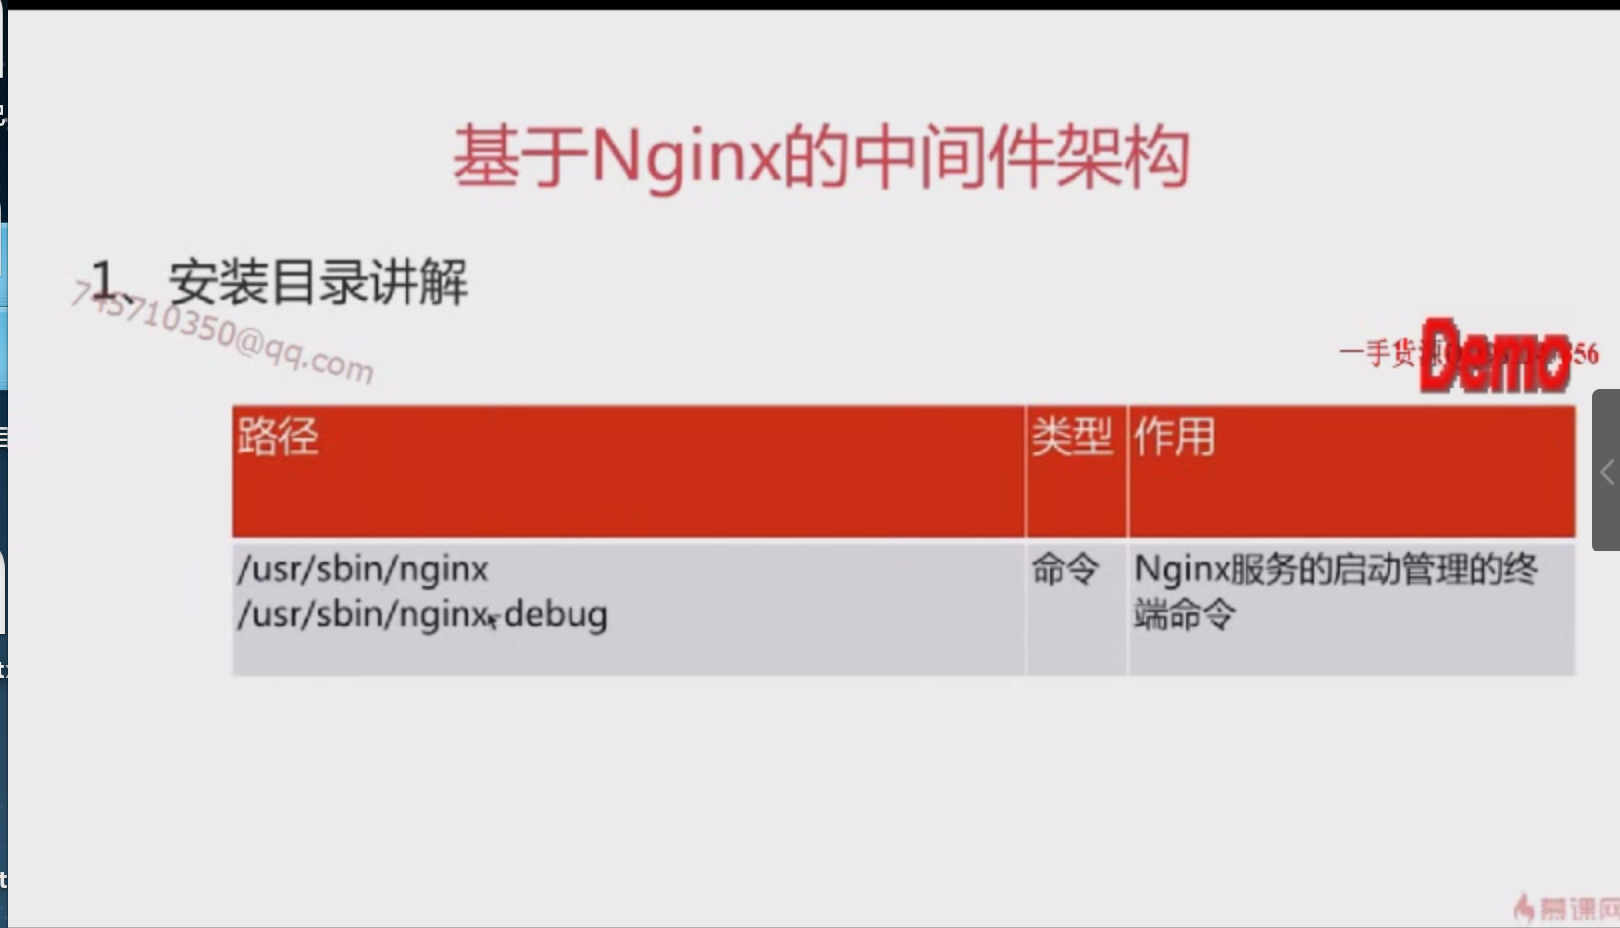 基于Nginx的中间件架构
1、安装目录讲解
745710350@qq.com
一手货源
Demo
56
路径 类型 作用
/usr/sbin/nginx 命令 Nginx服务的启动管理的终
/usr/sbin/nginx-debug 端命令
慕课网